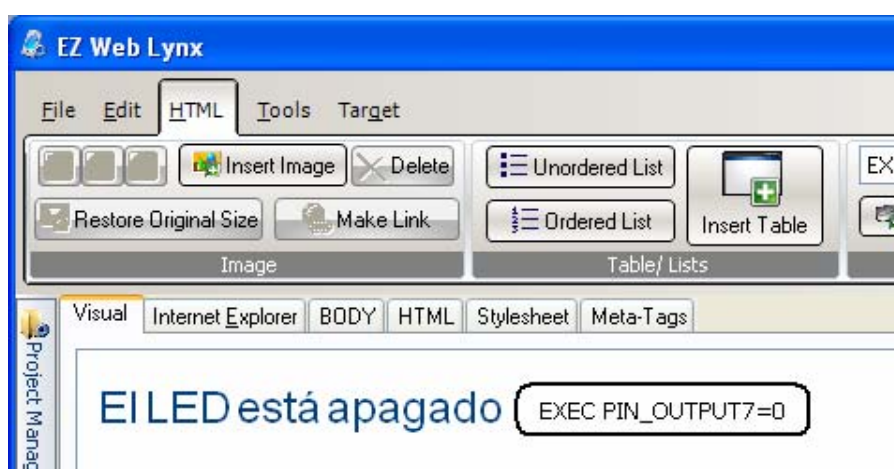 EZ Web Lynx
File Edit HTML Tools Target
Insert Image Delete
Restore Original Size Make Link
Image
Unordered List
Ordered List
Insert Table
Table/ Lists
EX
Project Manag
Visual Internet Explorer BODY HTML Stylesheet Meta-Tags
El LED está apagado EXEC PIN_OUTPUT7=0